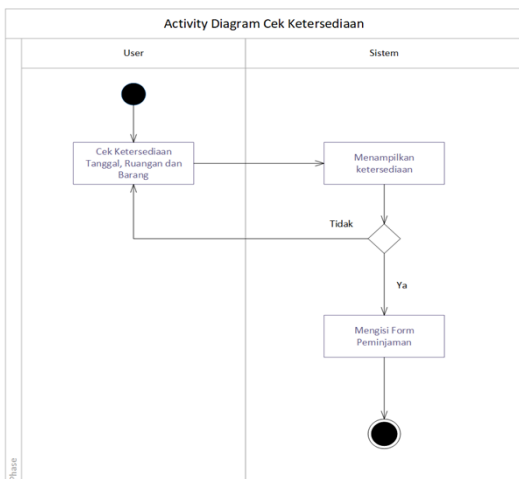 Activity Diagram Cek Ketersediaan
User
Sistem
Cek Ketersediaan
Tanggal, Ruangan dan
Barang
Menampilkan
ketersediaan
Tidak
Ya
Mengisi Form
Peminjaman
Phase